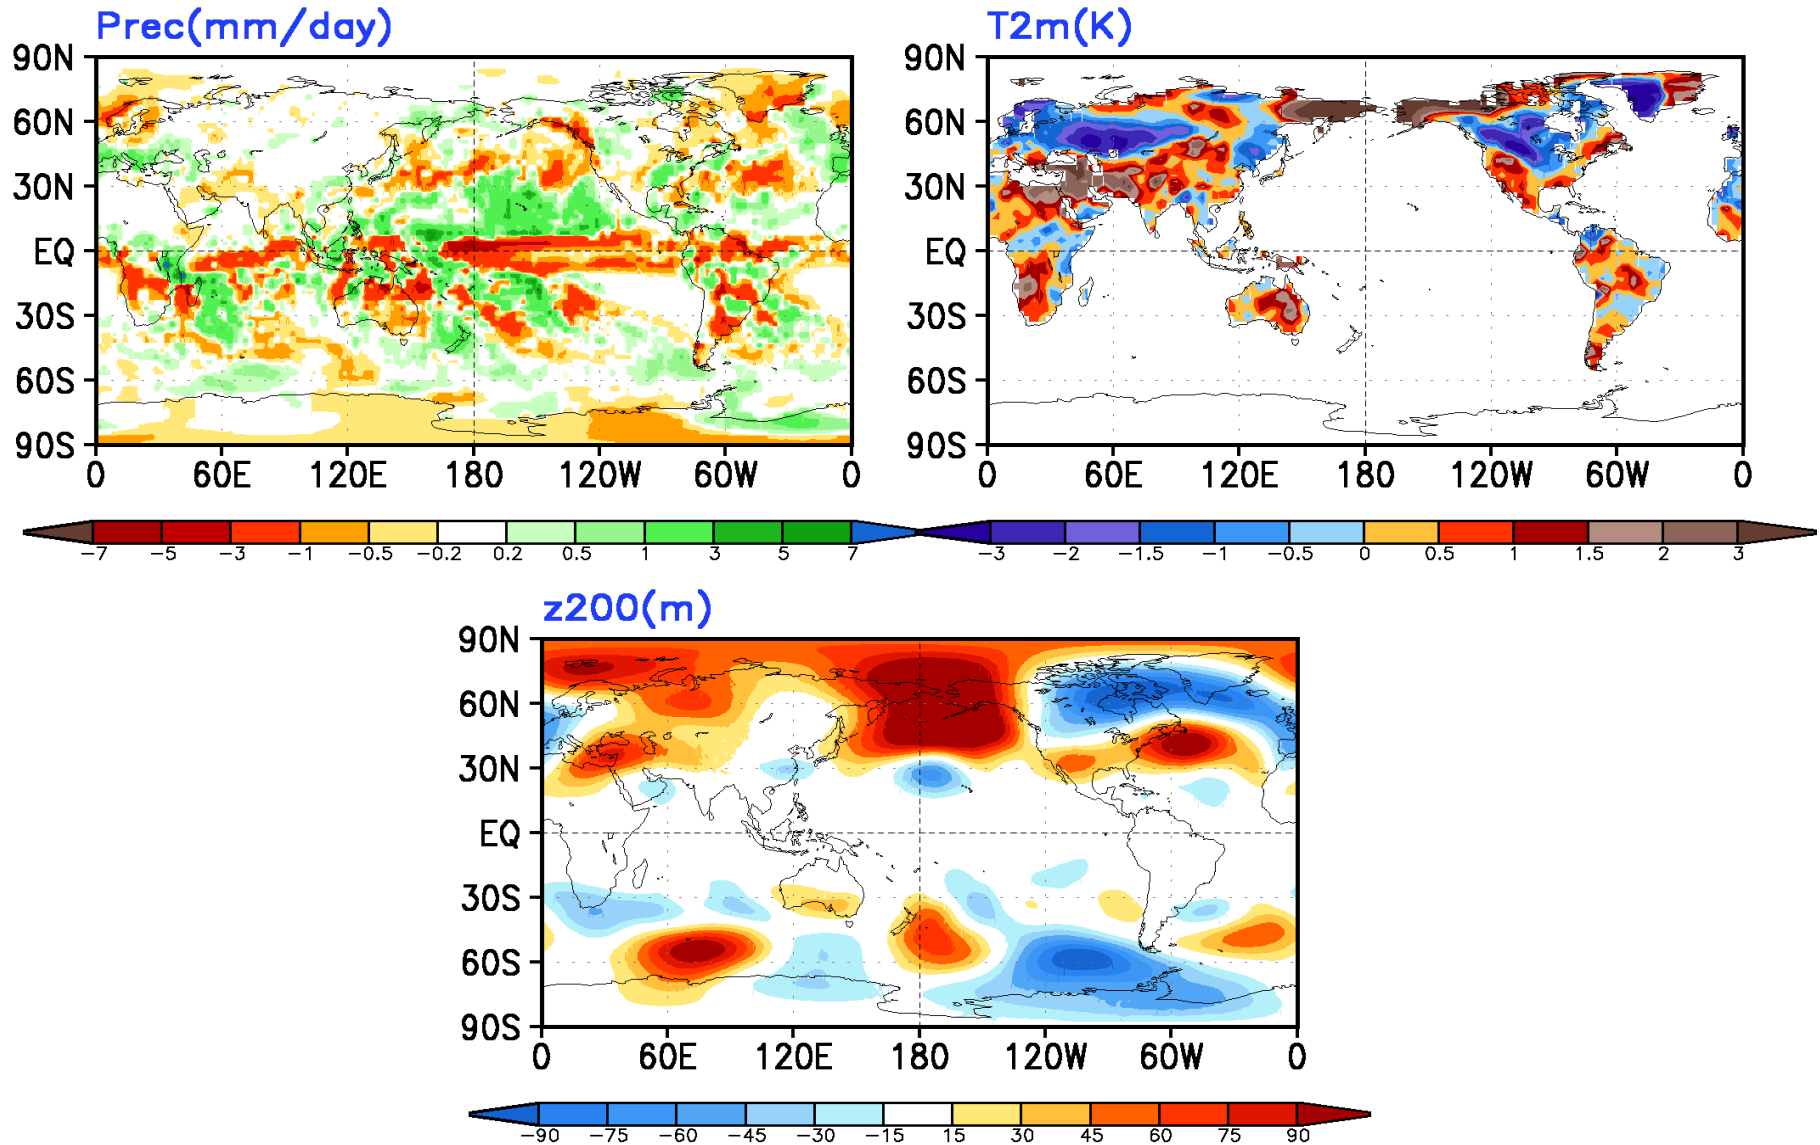 Prec(mm/day)
90N
60N
30N
EQ
30S
60S
90S
0 60E 120E 180 120W 60W 0
-7 -5 -3 -1 -0.5 -0.2 0.2 0.5 1 3 5 7
T2m(K)
90N
60N
30N
EQ
30S
60S
90S
0 60E 120E 180 120W 60W 0
-3 -2 -1.5 -1 -0.5 0 0.5 1 1.5 2 3
z200(m)
90N
60N
30N
EQ
30S
60S
90S
0 60E 120E 180 120W 60W 0
-90 -75 -60 -45 -30 -15 15 30 45 60 75 90